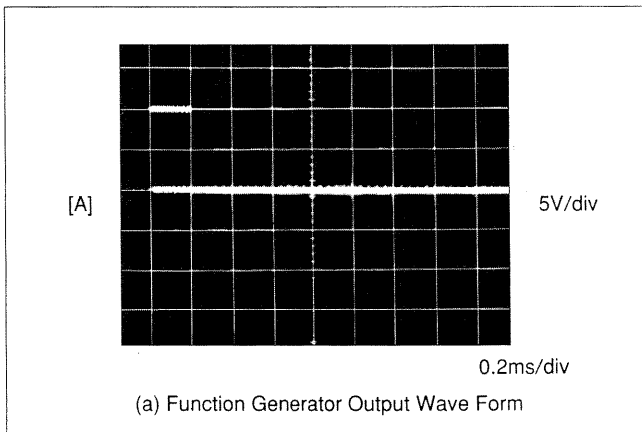 [A]
5V/div
0.2ms/div
(a) Function Generator Output Wave Form